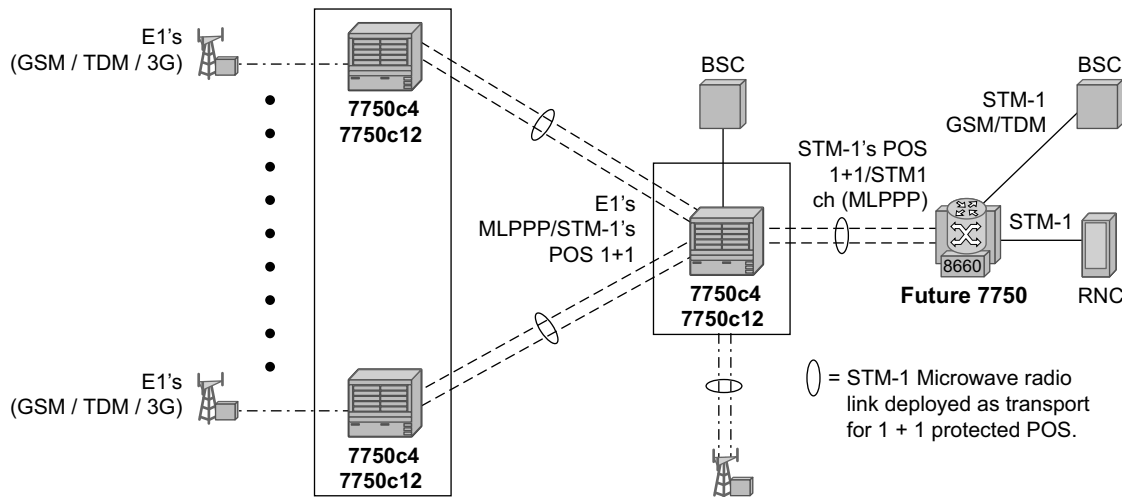 E1's
(GSM / TDM / 3G)
7750c4
7750c12
BSC
BSC
STM-1
GSM/TDM
STM-1's POS
1+1/STM1
ch (MLPPP)
E1's
MLPPP/STM-1's
POS 1+1
STM-1
8660
7750c4
7750c12
Future 7750
RNC
E1's
(GSM / TDM / 3G)
7750c4
7750c12
= STM-1 Microwave radio
link deployed as transport
for 1 + 1 protected POS.